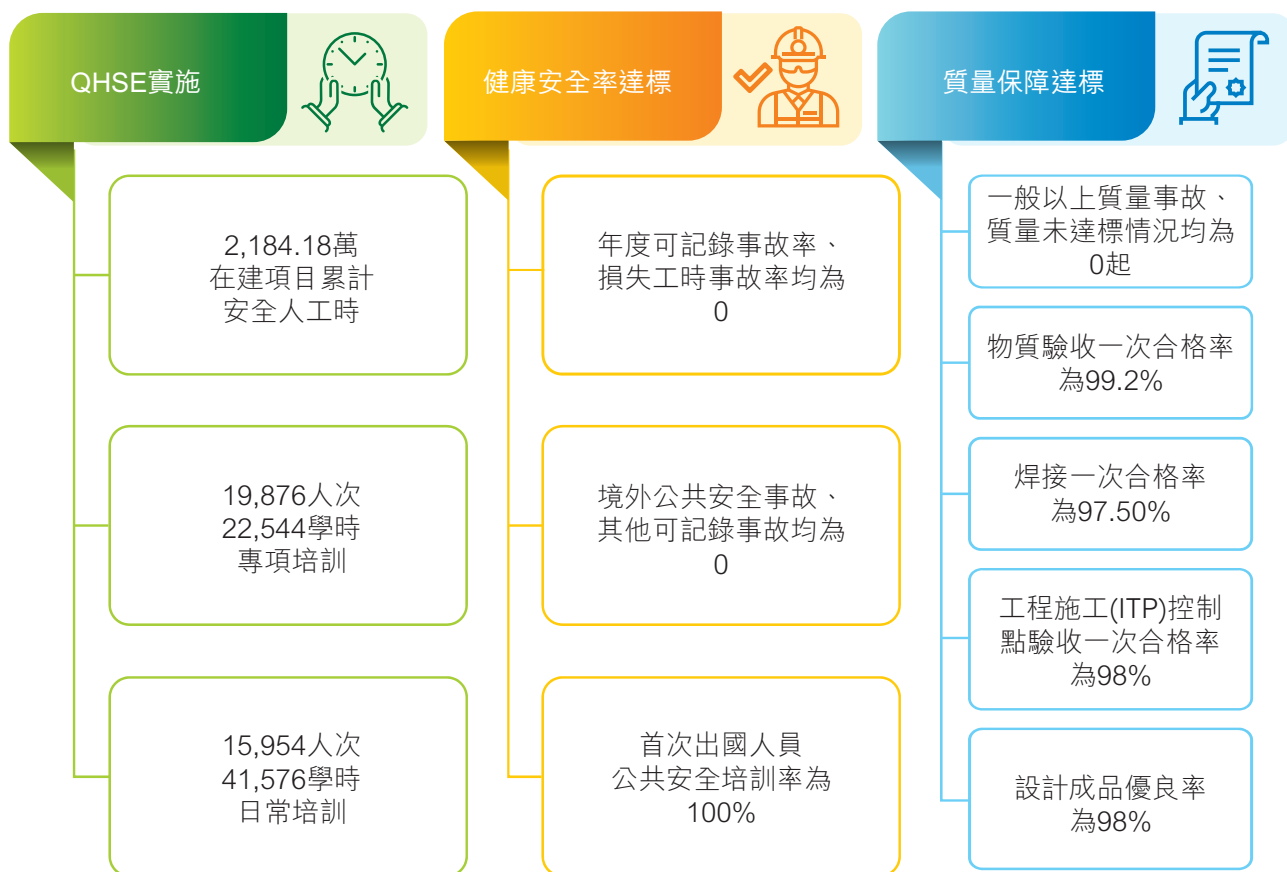 QHSE實施
2,184.18萬
在建項目累計
安全人工時
19,876人次
22,544學時
專項培訓
15,954人次
41,576學時
日常培訓
健康安全率達標
年度可記錄事故率、
損失工時事故率均為
0
境外公共安全事故、
其他可記錄事故均為
0
首次出國人員
公共安全培訓率為
100%
質量保障達標
一般以上質量事故、
質量未達標情況均為
0起
物質驗收一次合格率
為99.2%
焊接一次合格率
為97.50%
工程施工(ITP)控制
點驗收一次合格率
為98%
設計成品優良率
為98%